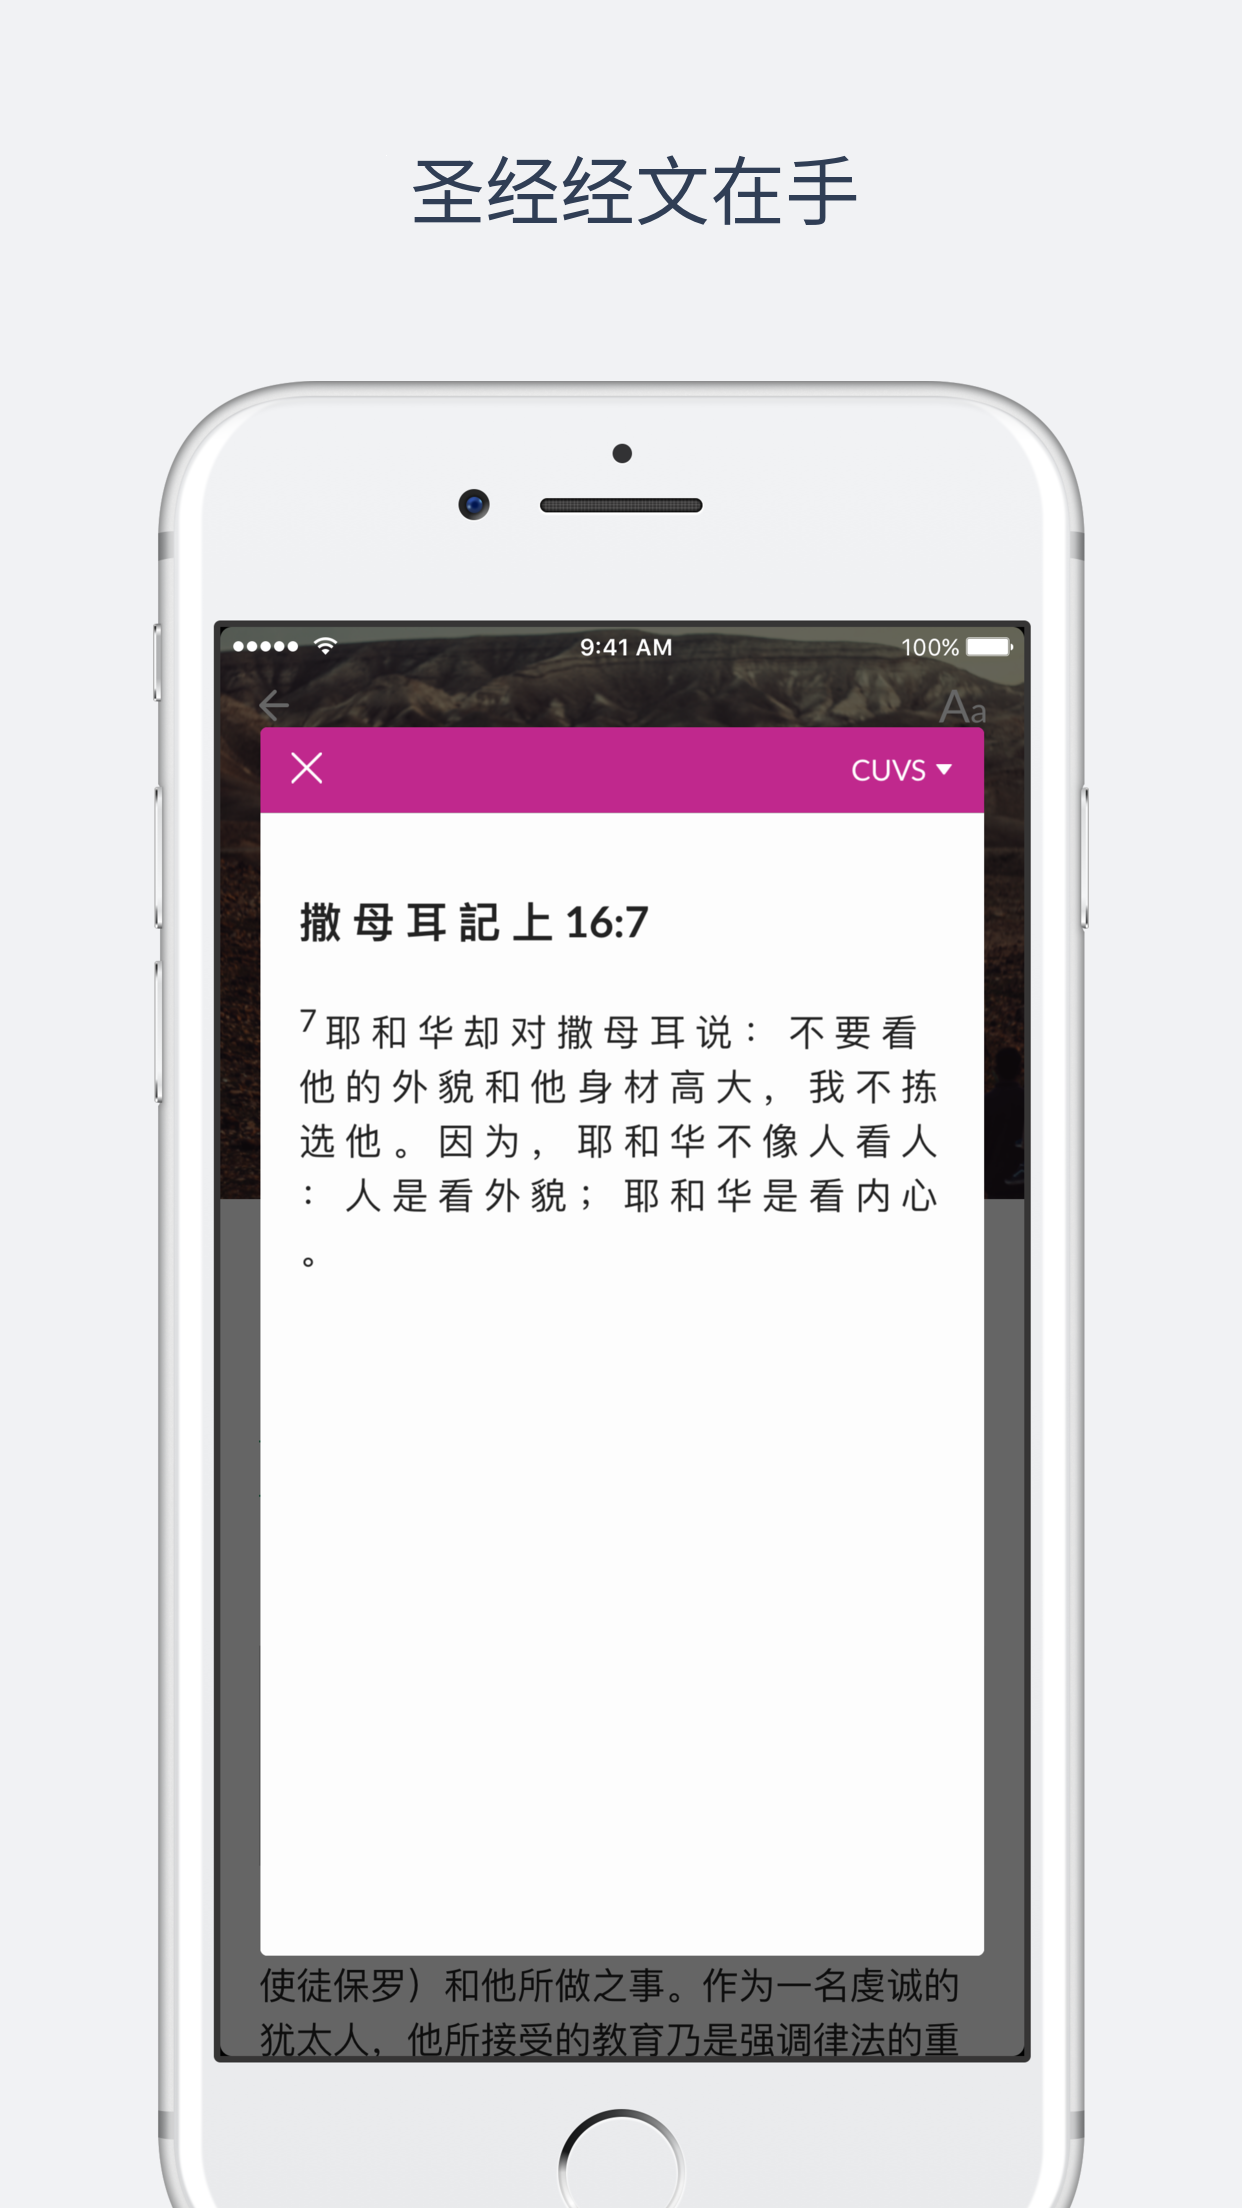 圣经经文在手
9:41 AM
100%
Aa
CUVS
撒 母 耳 記 上 16:7
7 耶 和 华 却 对 撒 母 耳 说 ： 不 要 看
他 的 外 貌 和 他 身 材 高 大 ， 我 不 拣
选 他 。 因 为 ， 耶 和 华 不 像 人 看 人
： 人 是 看 外 貌 ； 耶 和 华 是 看 内 心
。
使徒保罗）和他所做之事。作为一名虔诚的
犹太人，他所接受的教育乃是强调律法的重